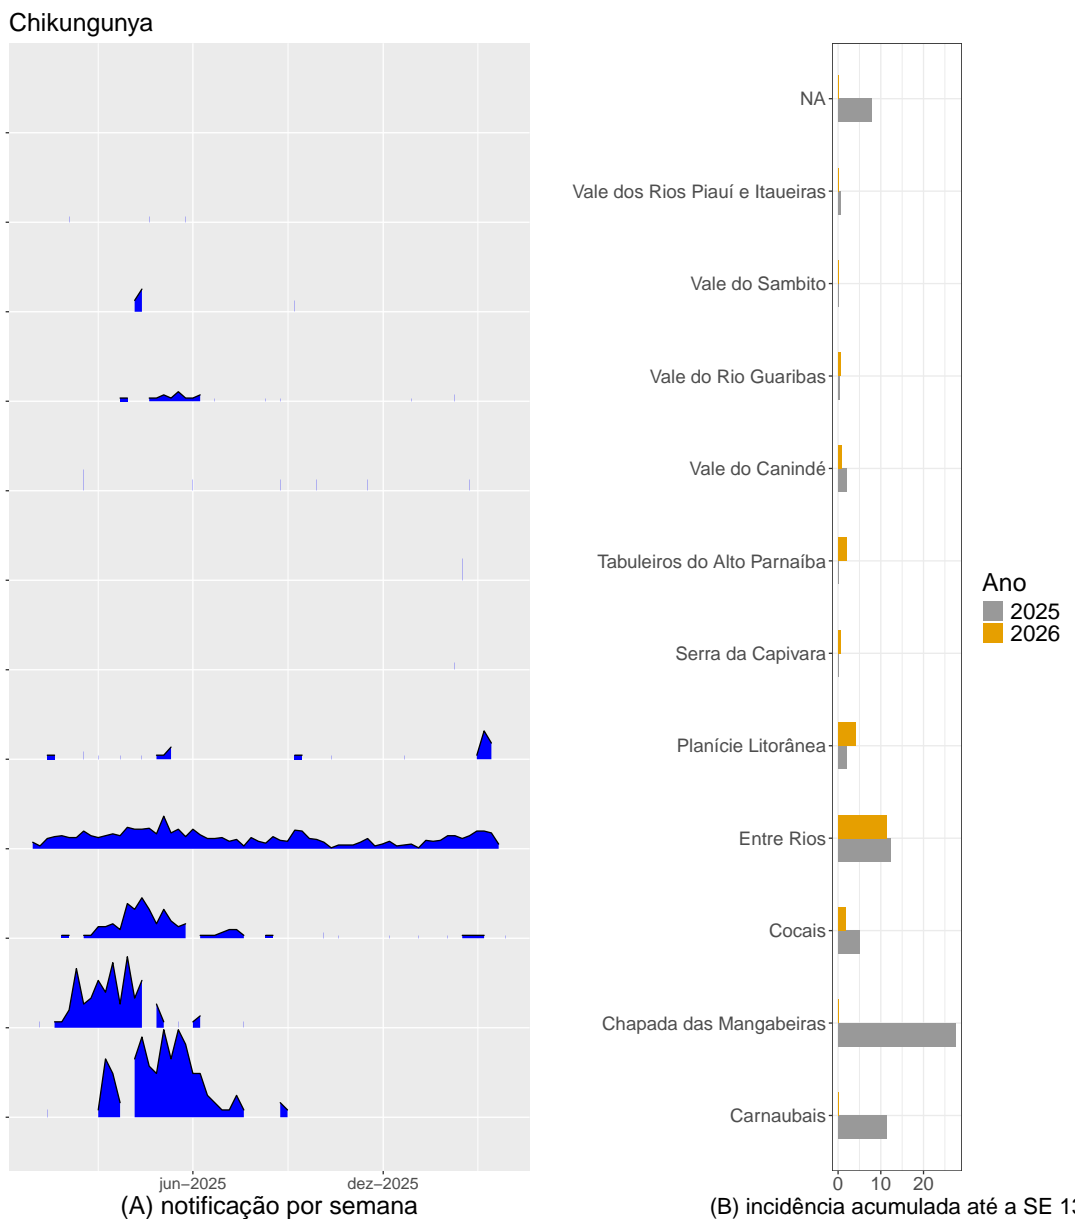 Chikungunya
NA
Vale dos Rios Piauí e Itaueiras
Vale do Sambito
Vale do Rio Guaribas
Vale do Canindé
Tabuleiros do Alto Parnaíba
Serra da Capivara
Planície Litorânea
Entre Rios
Cocais
Chapada das Mangabeiras
Carnaubais
Ano
2025
2026
jun−2025
dez−2025
0
10
20
(A) notificação por semana
(B) incidência acumulada até a SE 13